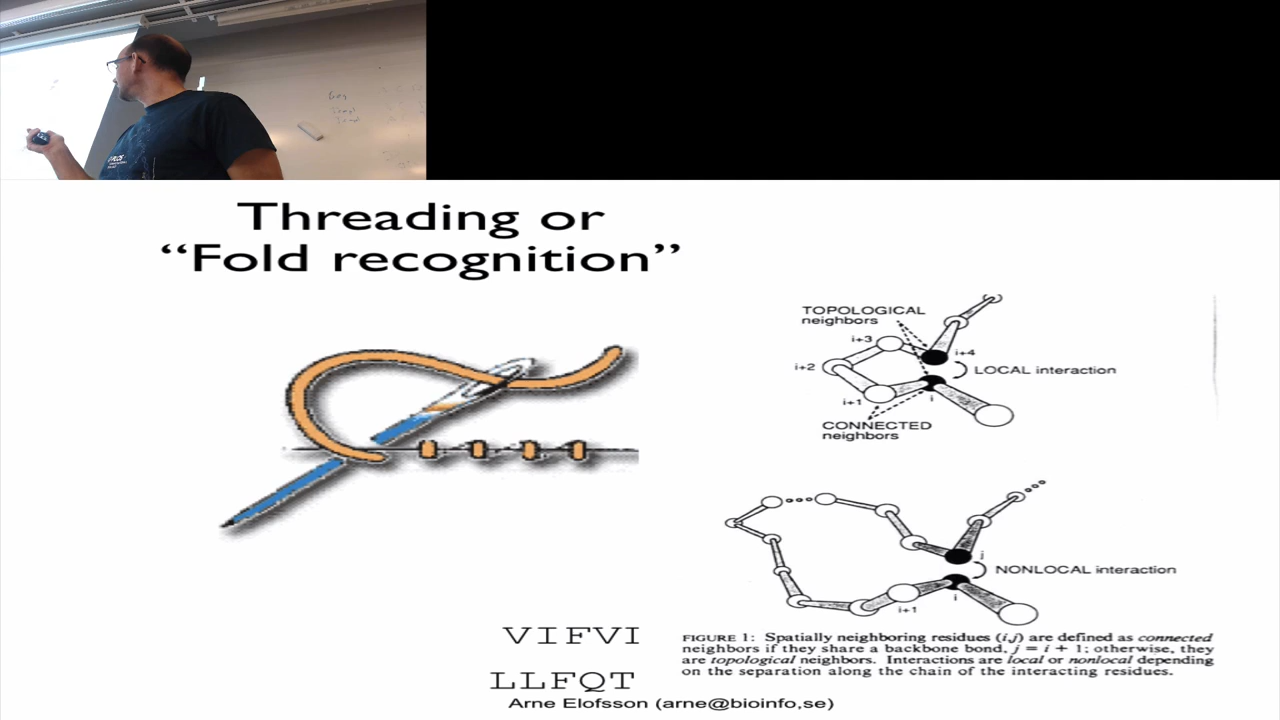 PLOS
Threading or
“Fold recognition”
TOPOLOGICAL
neighbors
i+3
i+4
i+2
LOCAL interaction
i+1
i
CONNECTED
neighbors
j
NONLOCAL interaction
i
i+1
VIFVI
LLFQT
FIGURE 1: Spatially neighboring residues (i,j) are defined as connected
neighbors if they share a backbone bond, j = i + 1; otherwise, they
are topological neighbors. Interactions are local or nonlocal depending
on the separation along the chain of the interacting residues.
Arne Elofsson (arne@bioinfo,se)